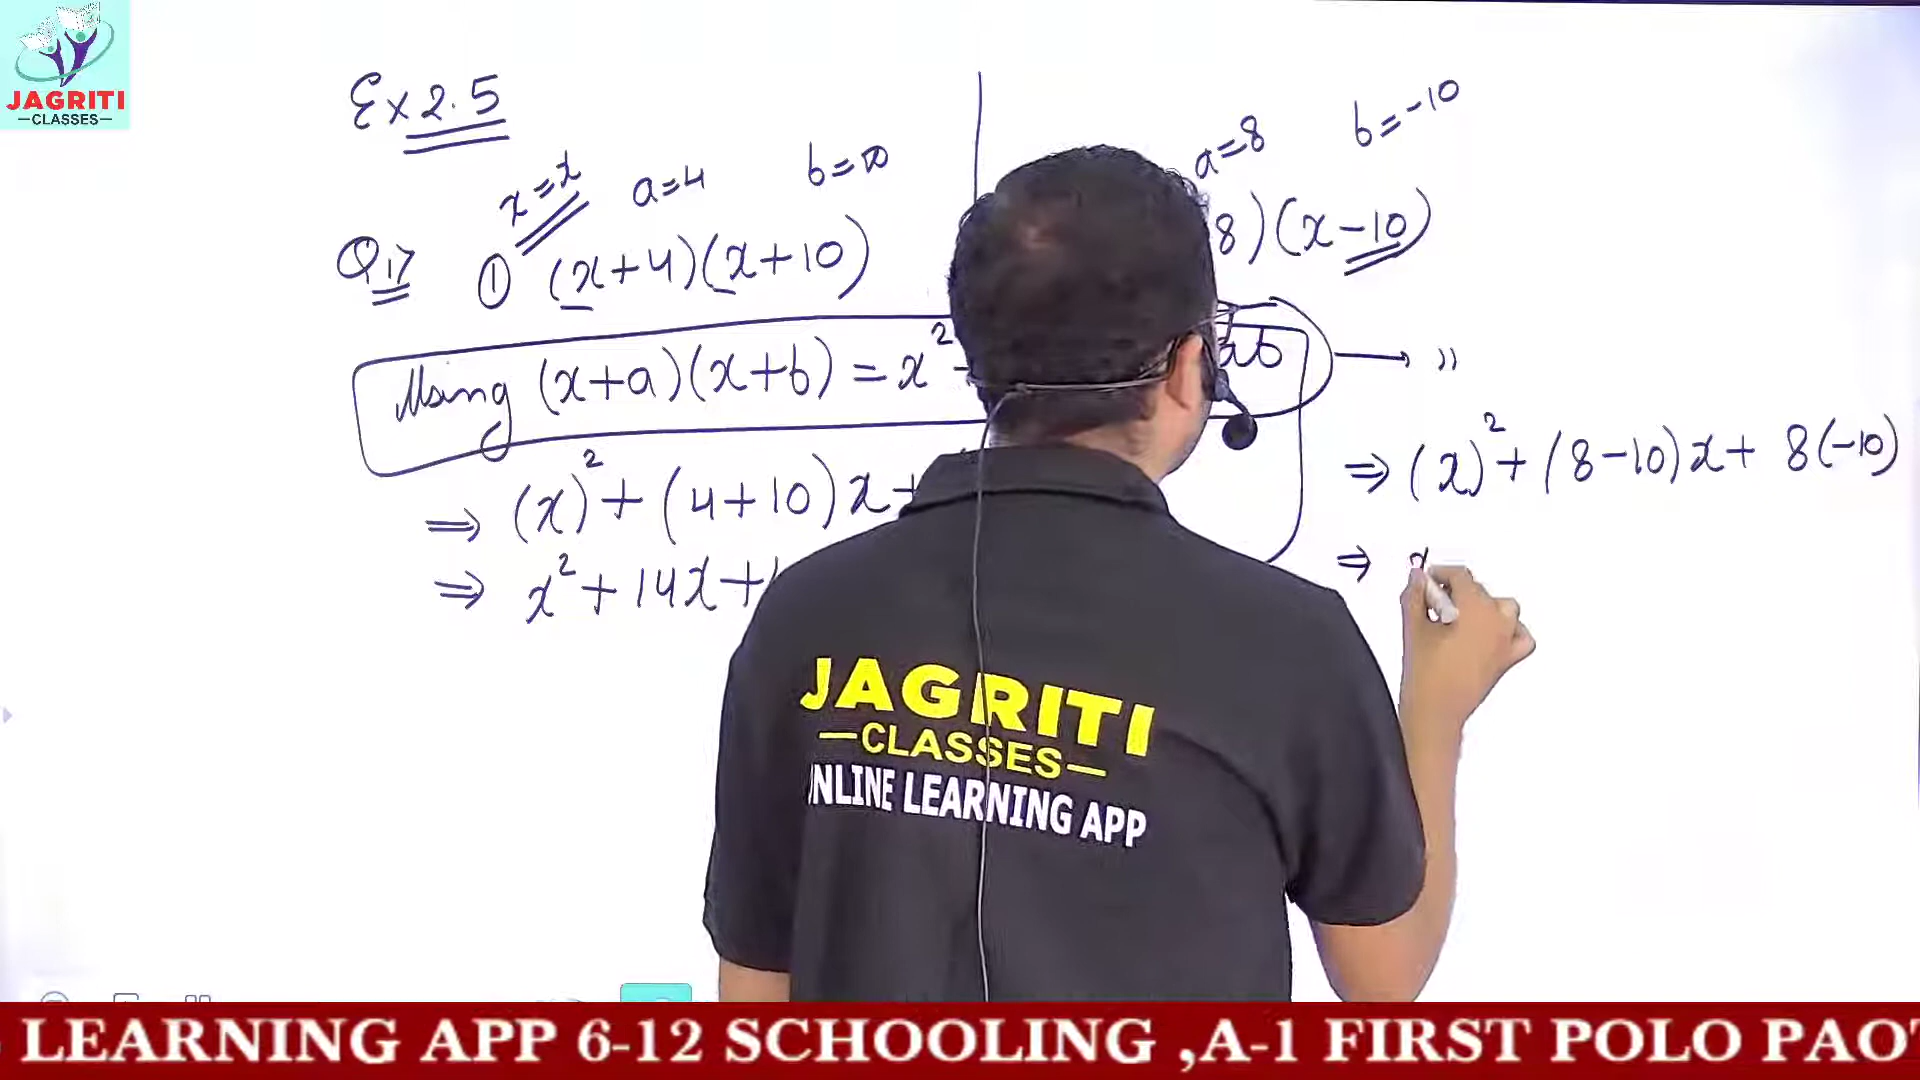 JAGRITI
—CLASSES—
Ex 2.5
x=x a=4 b=10
Q.17 ① (x+4)(x+10)
Using (x+a)(x+b) = x²
⇒ (x)² + (4+10)x+
⇒ x² + 14x+
a=8 b=-10
8)(x-10)
ab → "
⇒ (x)² + (8-10)x + 8(-10)
⇒ x
JAGRITI
—CLASSES—
NLINE LEARNING APP
LEARNING APP 6-12 SCHOOLING ,A-1 FIRST POLO PAO